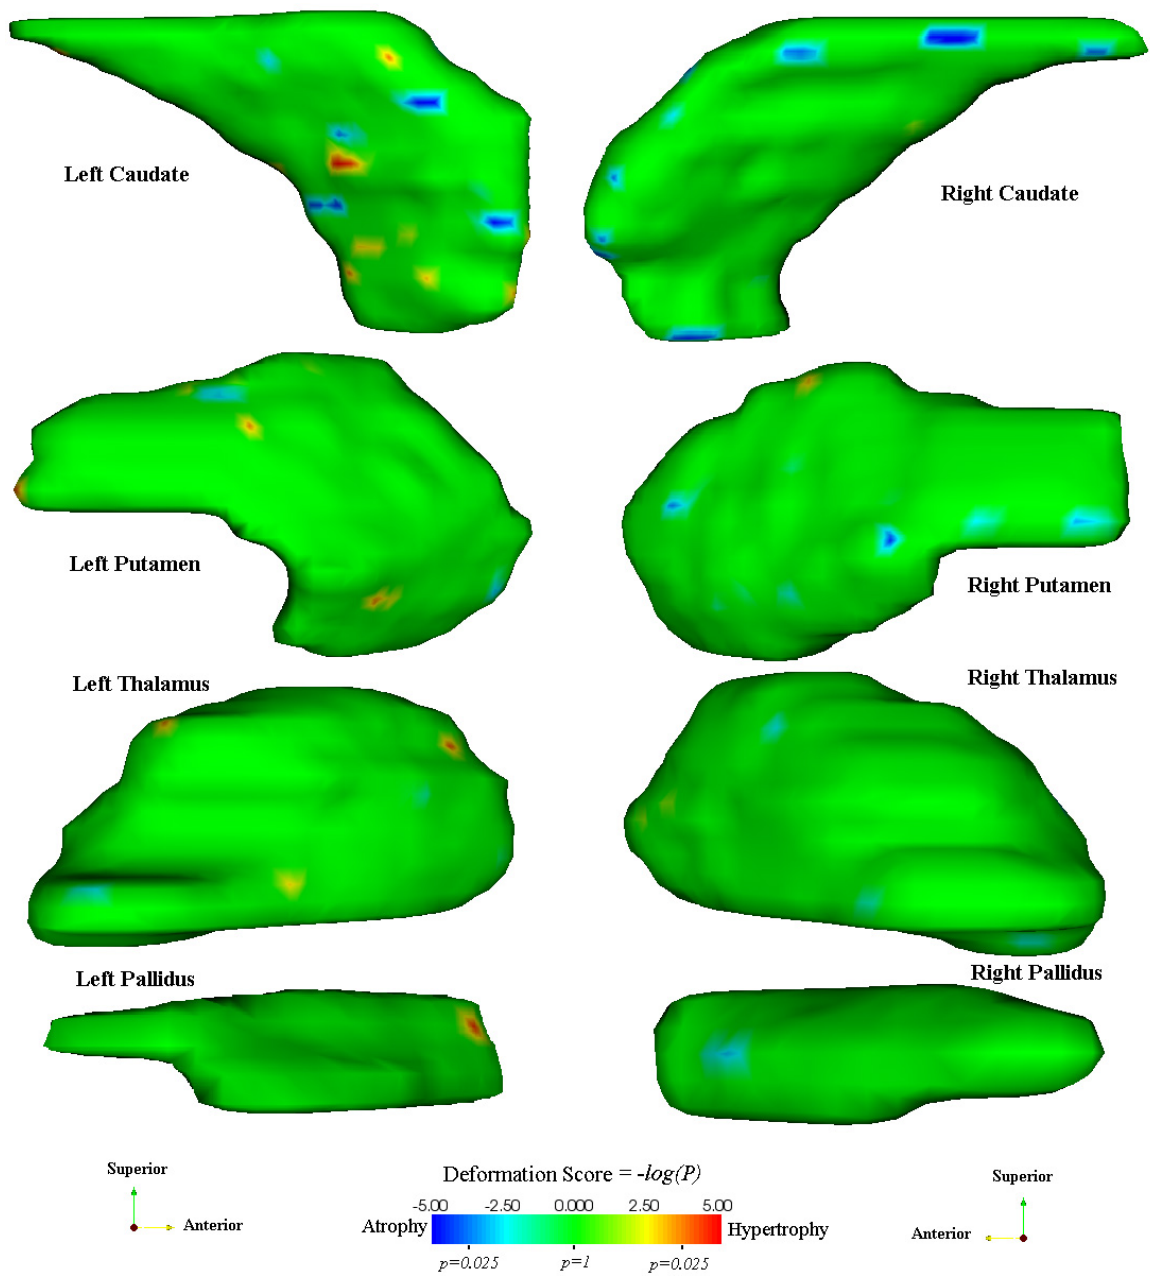 Left Caudate
Right Caudate
Left Putamen
Right Putamen
Left Thalamus
Right Thalamus
Left Pallidus
Right Pallidus
Superior
Anterior
Deformation Score = -log(P)
-5.00 -2.50 0.000 2.50 5.00
Atrophy Hypertrophy
p=0.025 p=1 p=0.025
Superior
Anterior